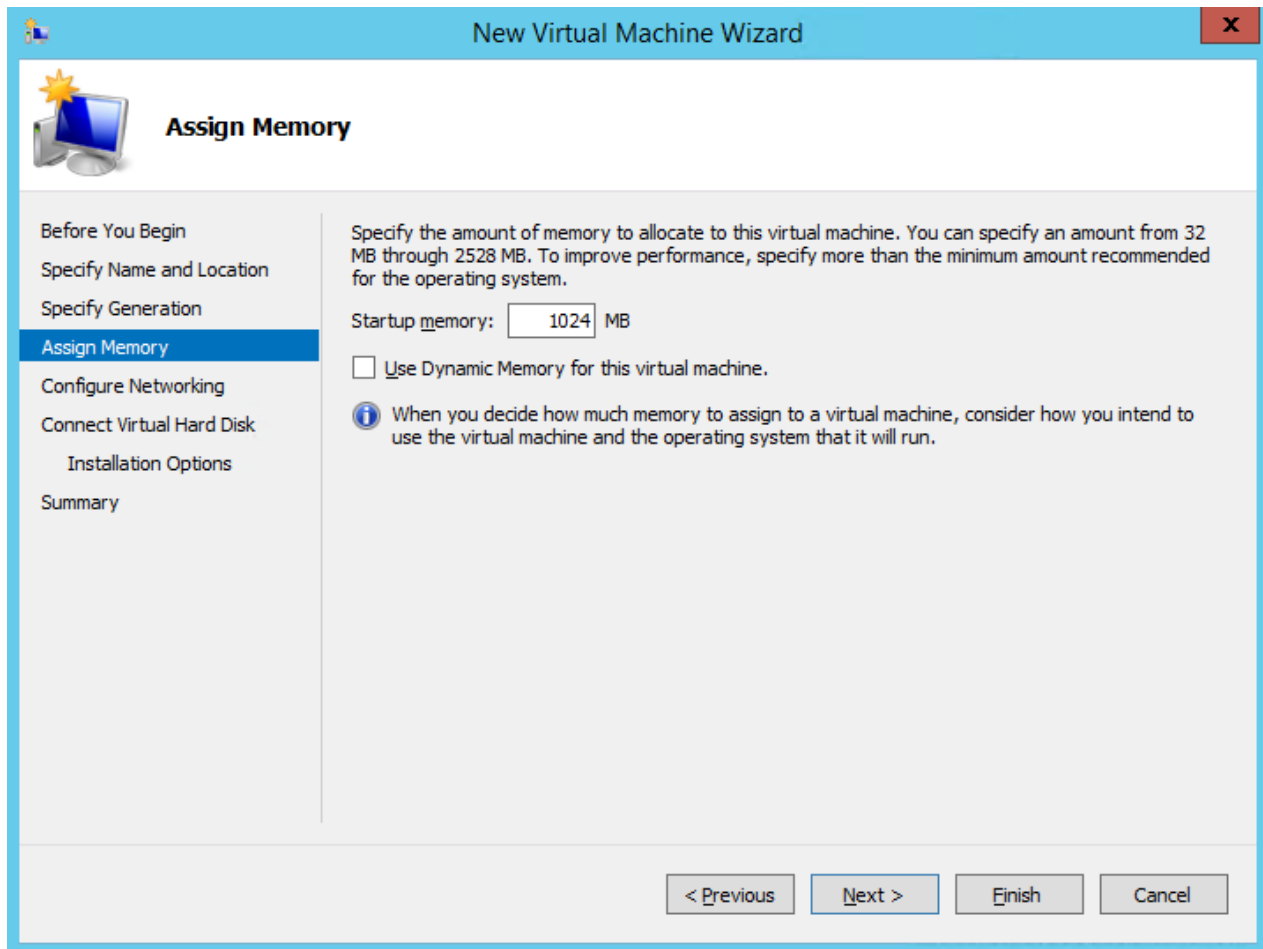 New Virtual Machine Wizard
x
Assign Memory
Before You Begin
Specify Name and Location
Specify Generation
Assign Memory
Configure Networking
Connect Virtual Hard Disk
Installation Options
Summary
Specify the amount of memory to allocate to this virtual machine. You can specify an amount from 32
MB through 2528 MB. To improve performance, specify more than the minimum amount recommended
for the operating system.
Startup memory: 1024 MB
Use Dynamic Memory for this virtual machine.
When you decide how much memory to assign to a virtual machine, consider how you intend to
use the virtual machine and the operating system that it will run.
< Previous Next > Finish Cancel